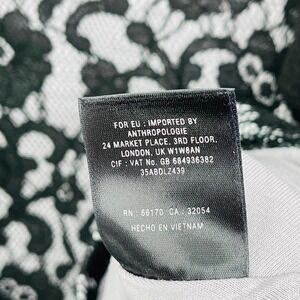 FOR EU : IMPORTED BY
ANTHROPOLOGIE
24 MARKET PLACE, 3RD FLOOR,
LONDON, UK W1W8AN
CIF : VAT No. GB 684936382
35ABDLZ439
RN : 66170 CA : 32054
HECHO EN VIETNAM